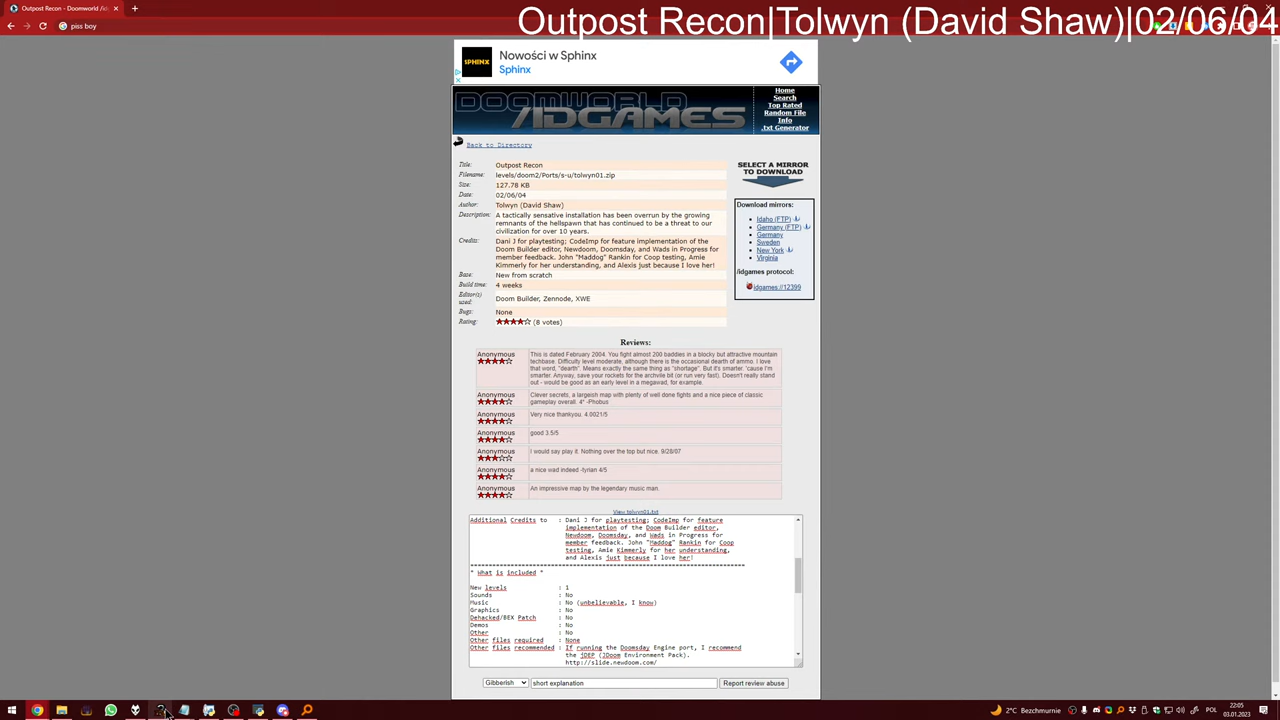 Outpost Recon|Tolwyn (David Shaw)|02/06/04
Outpost Recon - Doomworld /id
piss boy
SPHINX
Nowości w Sphinx
Sphinx
DOOMWORLD
/IDGAMES
Home
Search
Top Rated
Random File
Info
.txt Generator
Back to Directory
Title: Outpost Recon
Filename: levels/doom2/Ports/s-u/tolwyn01.zip
Size: 127.78 KB
Date: 02/06/04
Author: Tolwyn (David Shaw)
Description: A tactically sensative installation has been overrun by the growing
remnants of the hellspawn that has continued to be a threat to our
civilization for over 10 years.
Credits: Dani J for playtesting; CodeImp for feature implementation of the
Doom Builder editor, Newdoom, Doomsday, and Wads in Progress for
member feedback. John "Maddog" Rankin for Coop testing, Amie
Kimmerly for her understanding, and Alexis just because I love her!
Base: New from scratch
Build time: 4 weeks
Editor(s) used: Doom Builder, Zennode, XWE
Bugs: None
Rating: (8 votes)
SELECT A MIRROR
TO DOWNLOAD
Download mirrors:
Idaho (FTP)
Germany (FTP)
Germany
Sweden
New York
Virginia
/idgames protocol:
idgames://12399
Reviews:
Anonymous
This is dated February 2004. You fight almost 200 baddies in a blocky but attractive mountain
techbase. Difficulty level moderate, although there is the occasional dearth of ammo. I love
that word, "dearth". Means exactly the same thing as "shortage". But it's smarter. 'cause I'm
smarter. Anyway, save your rockets for the archvile bit (or run very fast). Doesn't really stand
out - would be good as an early level in a megawad, for example.
Anonymous
Clever secrets, a largeish map with plenty of well done fights and a nice piece of classic
gameplay overall. 4* -Phobus
Anonymous
Very nice thankyou. 4.0021/5
Anonymous
good 3.5/5
Anonymous
I would say play it. Nothing over the top but nice. 9/28/07
Anonymous
a nice wad indeed -tyrian 4/5
Anonymous
An impressive map by the legendary music man.
View tolwyn01.txt
Additional Credits to : Dani J for playtesting; CodeImp for feature
implementation of the Doom Builder editor,
Newdoom, Doomsday, and Wads in Progress for
member feedback. John "Maddog" Rankin for Coop
testing, Amie Kimmerly for her understanding,
and Alexis just because I love her!
* What is included *
New levels : 1
Sounds : No
Music : No (unbelievable, I know)
Graphics : No
Dehacked/BEX Patch : No
Demos : No
Other : No
Other files required : None
Other files recommended : If running the Doomsday Engine port, I recommend
the jDEP (JDoom Environment Pack).
http://slide.newdoom.com/
Gibberish
short explanation
Report review abuse
2°C Bezchmurnie
POL
22:05
03.01.2023